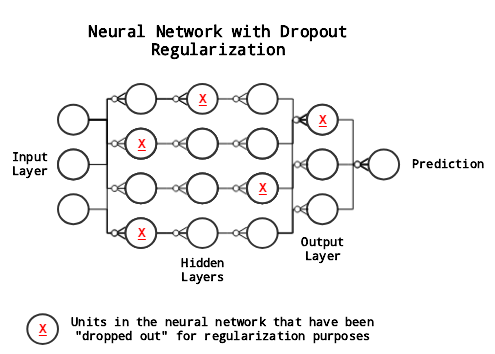 Neural Network with Dropout
Regularization
X
X
X
Input
Layer
Prediction
X
X
Output
Layer
Hidden
Layers
X
Units in the neural network that have been
"dropped out" for regularization purposes